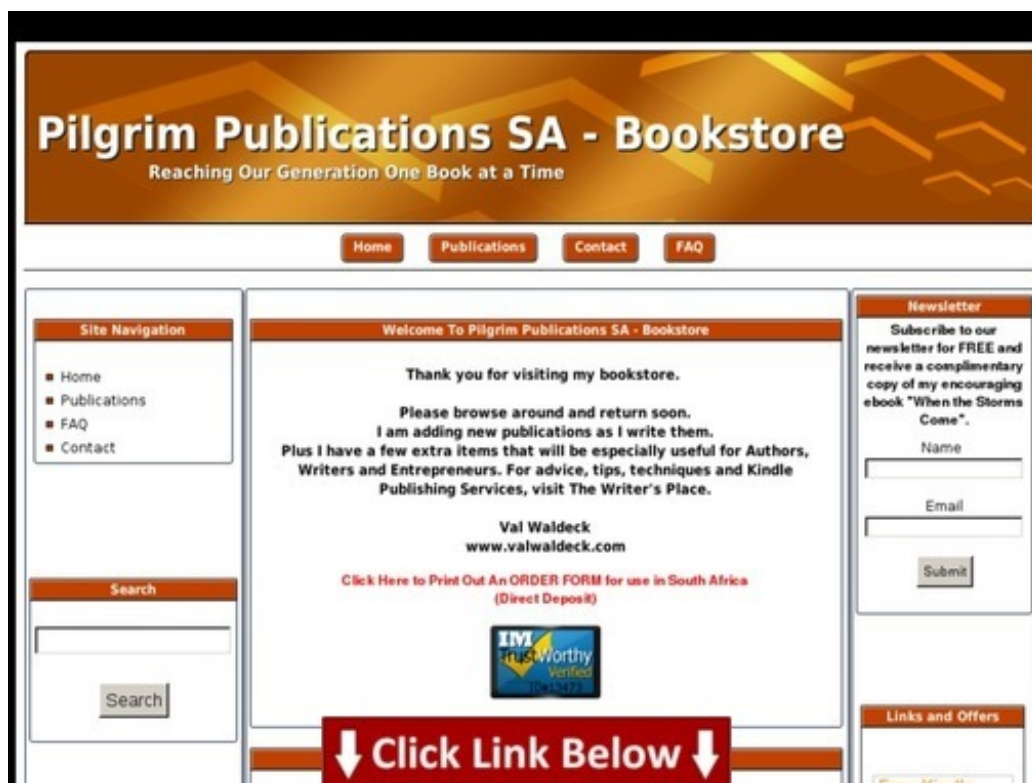 Pilgrim Publications SA - Bookstore
Reaching Our Generation One Book at a Time
Home
Publications
Contact
FAQ
Site Navigation
Home
Publications
FAQ
Contact
Search
Search
Welcome To Pilgrim Publications SA - Bookstore
Thank you for visiting my bookstore.
Please browse around and return soon.
I am adding new publications as I write them.
Plus I have a few extra items that will be especially useful for Authors,
Writers and Entrepreneurs. For advice, tips, techniques and Kindle
Publishing Services, visit The Writer's Place.
Val Waldeck
www.valwaldeck.com
Click Here to Print Out An ORDER FORM for use in South Africa
(Direct Deposit)
IM
TrustWorthy
Verified
ID#13473
Click Link Below
Newsletter
Subscribe to our
newsletter for FREE and
receive a complimentary
copy of my encouraging
ebook "When the Storms
Come".
Name
Email
Submit
Links and Offers